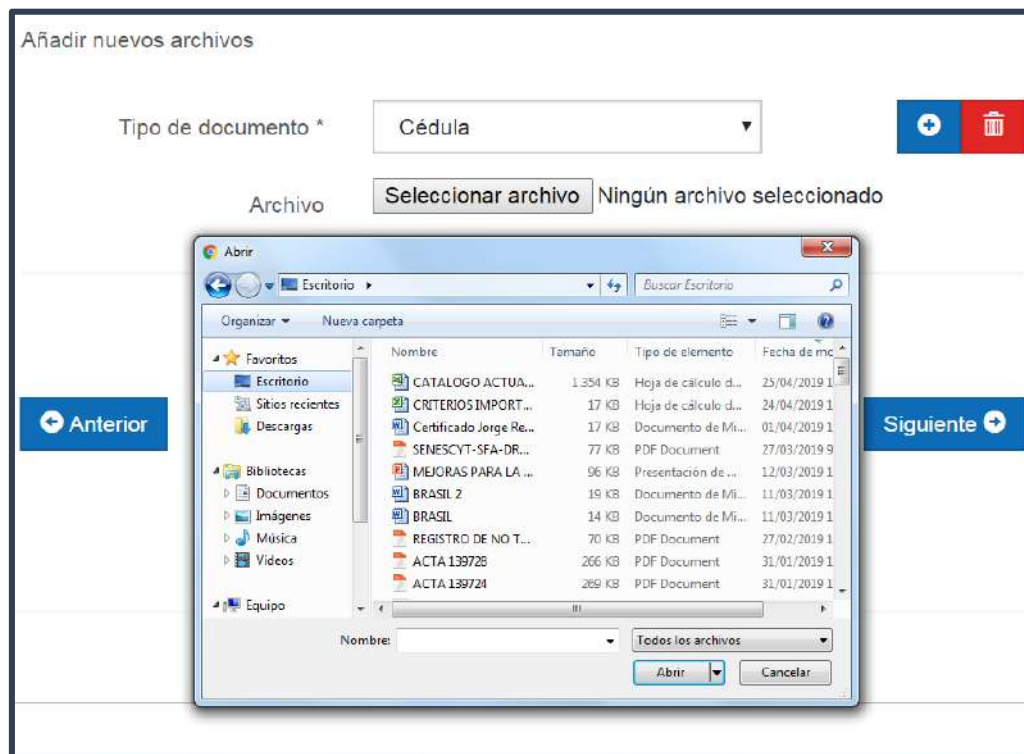 Añadir nuevos archivos
Tipo de documento *
Cédula
Archivo
Seleccionar archivo Ningún archivo seleccionado
Abrir
Escritorio
Buscar Escritorio
Organizar
Nueva carpeta
Nombre Tamaño Tipo de elemento Fecha de mc
Favoritos
Escritorio
Sitios recientes
Descargas
Bibliotecas
Documentos
Imágenes
Música
Vídeos
Equipo
CATALOGO ACTUA... 1.354 KB Hoja de cálculo d... 25/04/2019 1
CRITERIOS IMPORT... 17 KB Hoja de cálculo d... 24/04/2019 1
Certificado Jorge Re... 17 KB Documento de Mi... 01/04/2019 1
SENESCYT-SFA-DR... 77 KB PDF Document 27/03/2019 9
MEJORAS PARA LA ... 96 KB Presentación de ... 12/03/2019 1
BRASIL 2 19 KB Documento de Mi... 11/03/2019 1
BRASIL 14 KB Documento de Mi... 11/03/2019 1
REGISTRO DE NO T... 70 KB PDF Document 27/02/2019 1
ACTA 139728 266 KB PDF Document 31/01/2019 1
ACTA 139724 269 KB PDF Document 31/01/2019 1
Nombre:
Todos los archivos
Abrir
Cancelar
Anterior
Siguiente